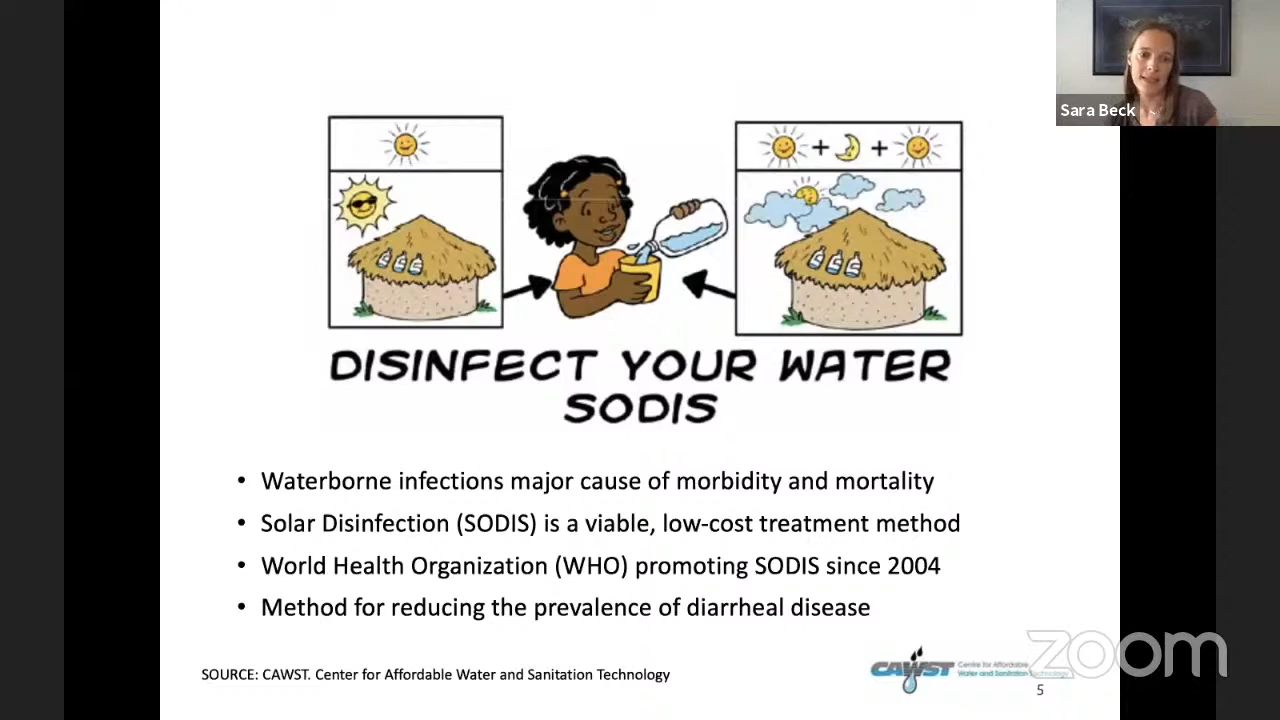 Sara Beck
+ +
DISINFECT YOUR WATER
SODIS
• Waterborne infections major cause of morbidity and mortality
• Solar Disinfection (SODIS) is a viable, low-cost treatment method
• World Health Organization (WHO) promoting SODIS since 2004
• Method for reducing the prevalence of diarrheal disease
SOURCE: CAWST. Center for Affordable Water and Sanitation Technology
CAWST
Centre for Affordable
Water and Sanitation Technology
zoom
5